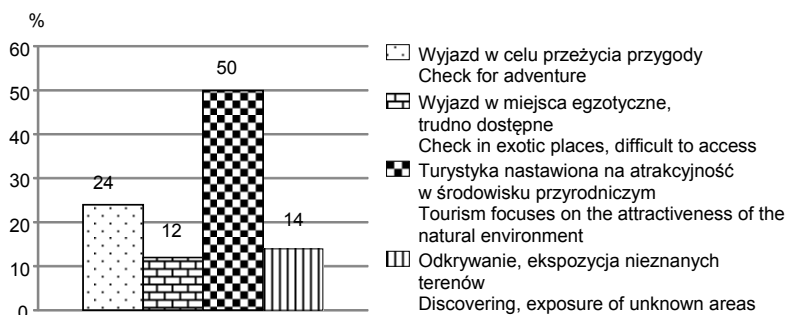 %
60
50
40
30
20
10
0
24
12
50
14
Wyjazd w celu przeżycia przygody
Check for adventure
Wyjazd w miejsca egzotyczne,
trudno dostępne
Check in exotic places, difficult to access
Turystyka nastawiona na atrakcyjność
w środowisku przyrodniczym
Tourism focuses on the attractiveness of the
natural environment
Odkrywanie, ekspozycja nieznanych
terenów
Discovering, exposure of unknown areas